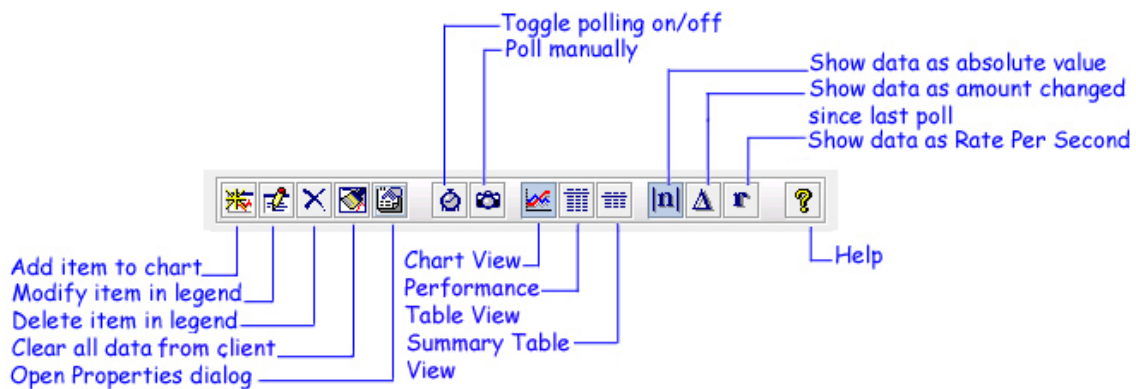 Toggle polling on/off
Poll manually
Show data as absolute value
Show data as amount changed
since last poll
Show data as Rate Per Second
|n| Δ r ?
Add item to chart
Modify item in legend
Delete item in legend
Clear all data from client
Open Properties dialog
Chart View
Performance
Table View
Summary Table
View
Help